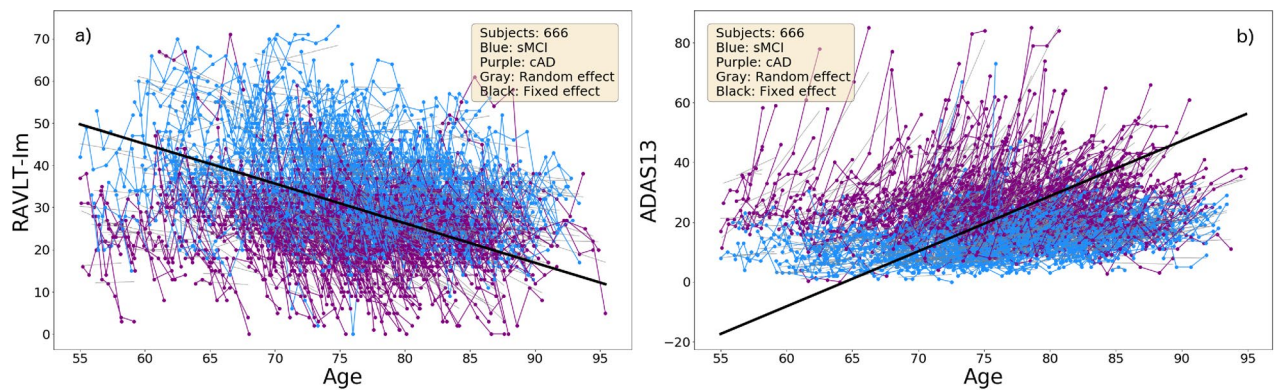 a)
Subjects: 666
Blue: sMCI
Purple: cAD
Gray: Random effect
Black: Fixed effect
RAVLT-Im
70
60
50
40
30
20
10
0
55 60 65 70 75 80 85 90 95
Age
b)
Subjects: 666
Blue: sMCI
Purple: cAD
Gray: Random effect
Black: Fixed effect
ADAS13
80
60
40
20
0
−20
55 60 65 70 75 80 85 90 95
Age